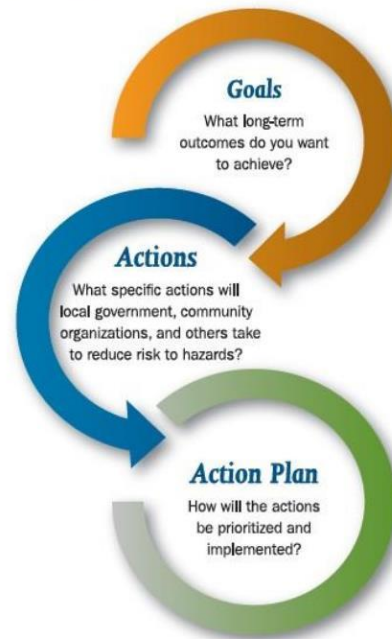 Goals
What long-term
outcomes do you want
to achieve?
Actions
What specific actions will
local government, community
organizations, and others take
to reduce risk to hazards?
Action Plan
How will the actions
be prioritized and
implemented?